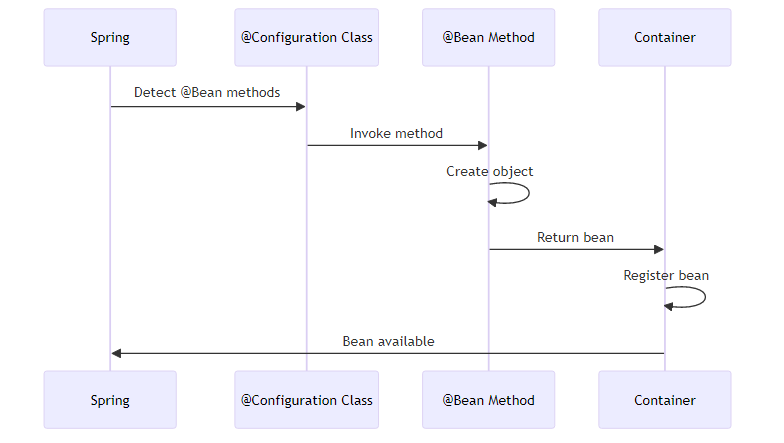 Spring
@Configuration Class
@Bean Method
Container
Detect @Bean methods
Invoke method
Create object
Return bean
Register bean
Bean available
Spring
@Configuration Class
@Bean Method
Container